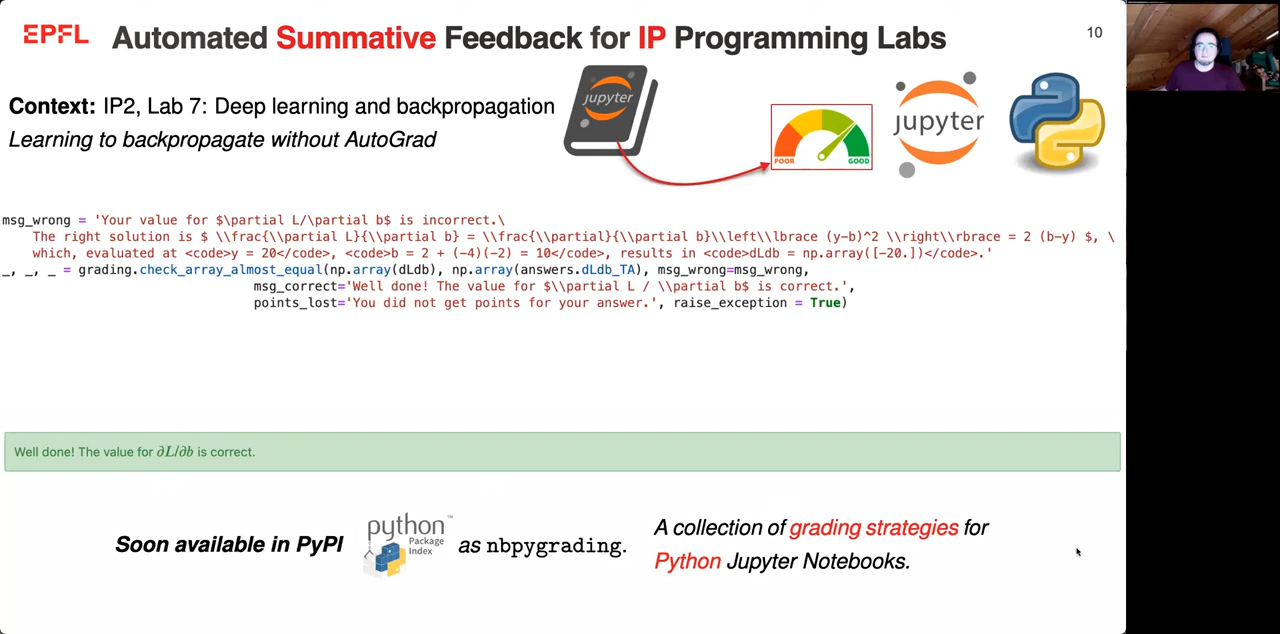 EPFL Automated Summative Feedback for IP Programming Labs
10
Context: IP2, Lab 7: Deep learning and backpropagation
Learning to backpropagate without AutoGrad
jupyter
POOR GOOD
jupyter
msg_wrong = 'Your value for $\partial L/\partial b$ is incorrect.\
The right solution is $ \\frac{\\partial L}{\\partial b} = \\frac{\\partial}{\\partial b}\\left\\lbrace (y-b)^2 \\right\\rbrace = 2 (b-y) $, \
which, evaluated at <code>y = 20</code>, <code>b = 2 + (-4)(-2) = 10</code>, results in <code>dLdb = np.array([-20.])</code>.'
_, _, _ = grading.check_array_almost_equal(np.array(dLdb), np.array(answers.dLdb_TA), msg_wrong=msg_wrong,
msg_correct='Well done! The value for $\\partial L / \\partial b$ is correct.',
points_lost='You did not get points for your answer.', raise_exception = True)
Well done! The value for ∂L/∂b is correct.
Soon available in PyPI
python™
Package
Index
as nbpygrading.
A collection of grading strategies for
Python Jupyter Notebooks.